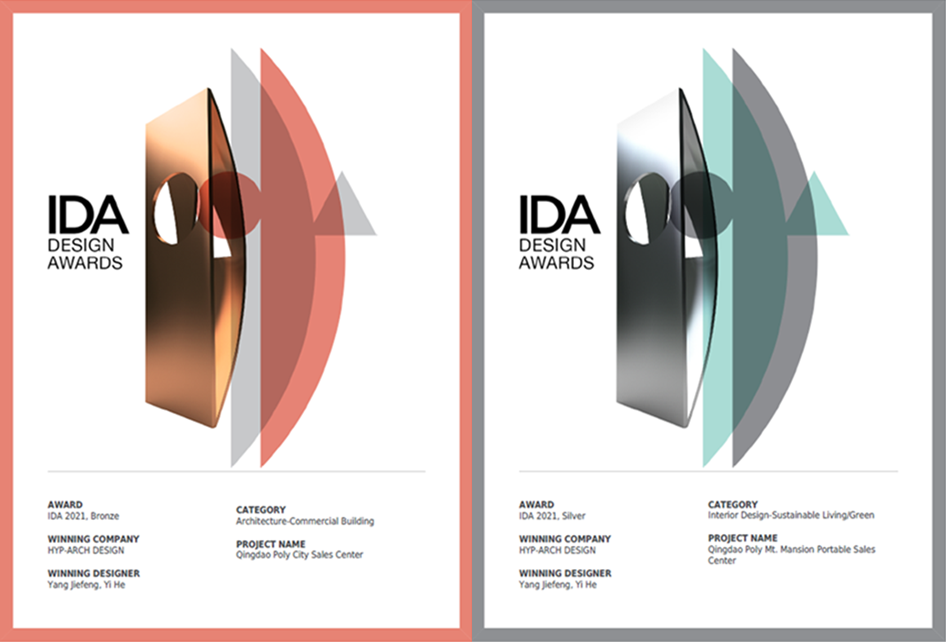 IDA
DESIGN
AWARDS
AWARD
IDA 2021, Bronze
WINNING COMPANY
HYP-ARCH DESIGN
WINNING DESIGNER
Yang Jiefeng, Yi He
CATEGORY
Architecture-Commercial Building
PROJECT NAME
Qingdao Poly City Sales Center
IDA
DESIGN
AWARDS
AWARD
IDA 2021, Silver
WINNING COMPANY
HYP-ARCH DESIGN
WINNING DESIGNER
Yang Jiefeng, Yi He
CATEGORY
Interior Design-Sustainable Living/Green
PROJECT NAME
Qingdao Poly Mt. Mansion Portable Sales
Center